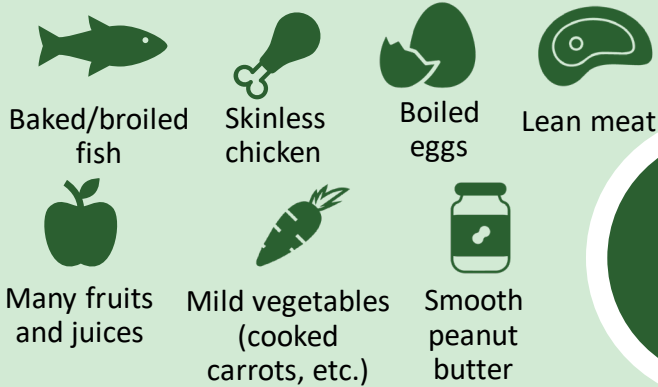 Baked/broiled
fish
Skinless
chicken
Boiled
eggs
Lean meat
Many fruits
and juices
Mild vegetables
(cooked
carrots, etc.)
Smooth
peanut
butter